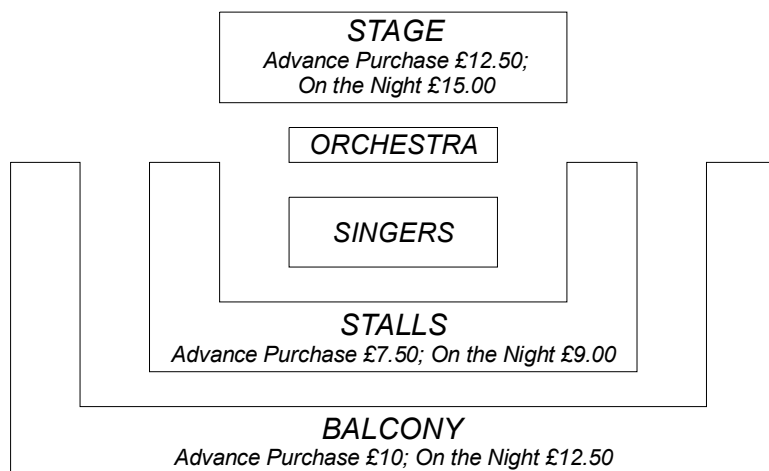 STAGE
Advance Purchase £12.50;
On the Night £15.00
ORCHESTRA
SINGERS
STALLS
Advance Purchase £7.50; On the Night £9.00
BALCONY
Advance Purchase £10; On the Night £12.50